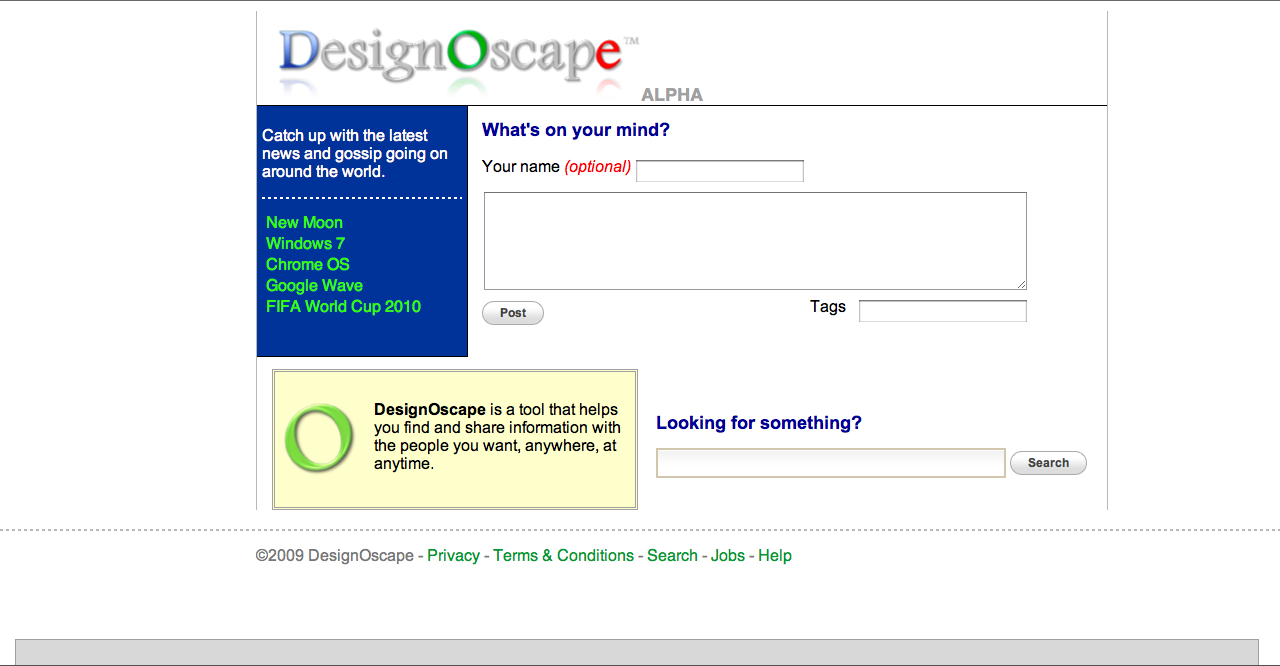 DesignOscape™
ALPHA
Catch up with the latest
news and gossip going on
around the world.
New Moon
Windows 7
Chrome OS
Google Wave
FIFA World Cup 2010
What's on your mind?
Your name (optional)
Post
Tags
DesignOscape is a tool that helps
you find and share information with
the people you want, anywhere, at
anytime.
Looking for something?
Search
©2009 DesignOscape - Privacy - Terms & Conditions - Search - Jobs - Help